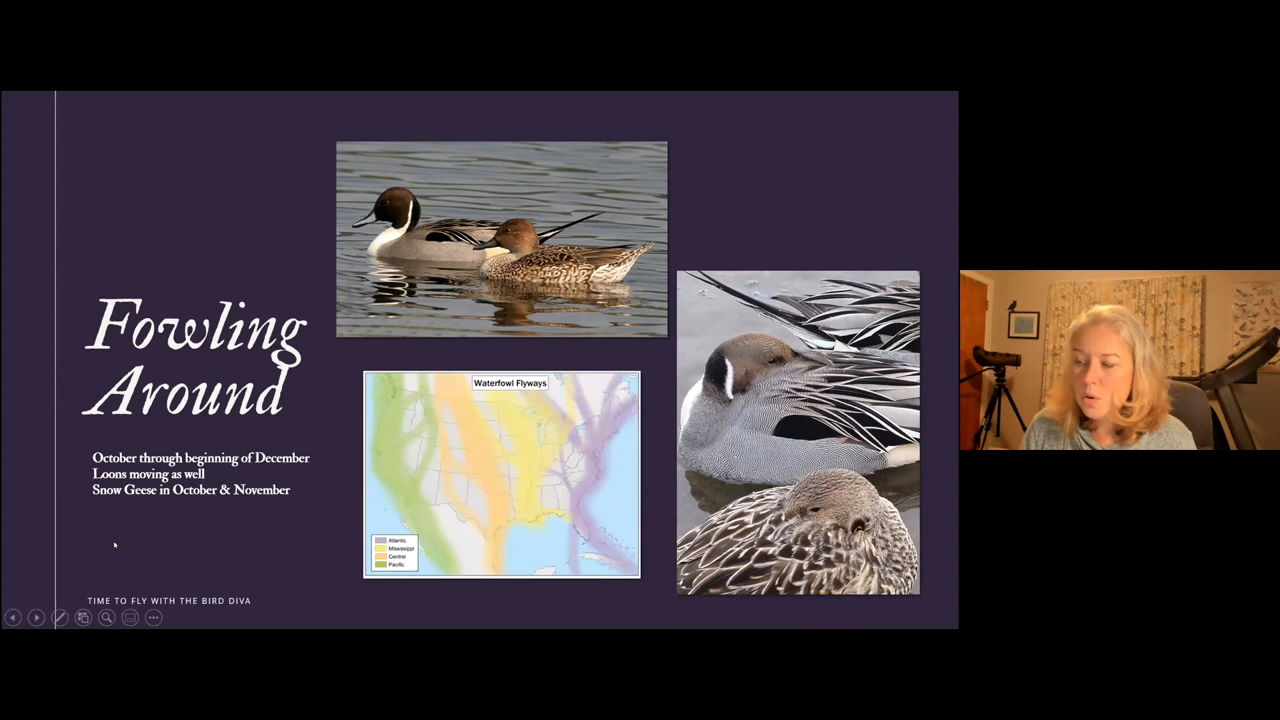 Fowling
Around
October through beginning of December
Loons moving as well
Snow Geese in October & November
TIME TO FLY WITH THE BIRD DIVA
Waterfowl Flyways
Atlantic
Mississippi
Central
Pacific